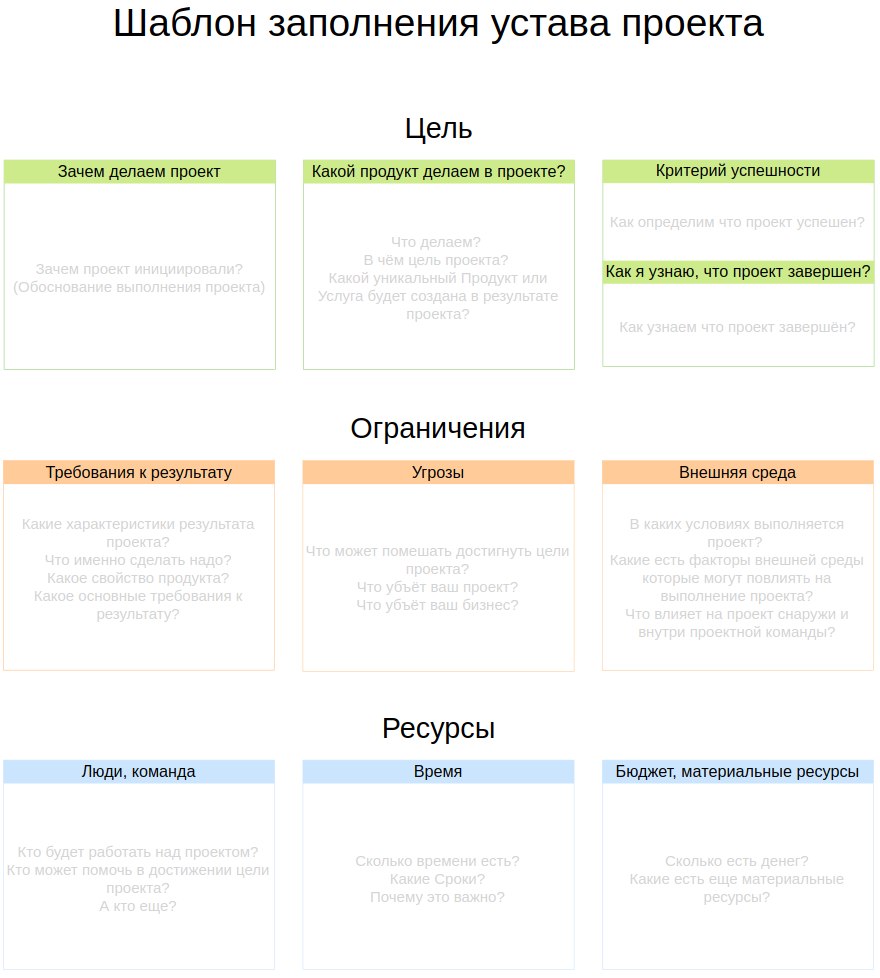 Шаблон заполнения устава проекта
Цель
Зачем делаем проект
Зачем проект инициировали?
(Обоснование выполнения проекта)
Какой продукт делаем в проекте?
Что делаем?
В чём цель проекта?
Какой уникальный Продукт или
Услуга будет создана в результате
проекта?
Критерий успешности
Как определим что проект успешен?
Как я узнаю, что проект завершен?
Как узнаем что проект завершён?
Ограничения
Требования к результату
Какие характеристики результата
проекта?
Что именно сделать надо?
Какое свойство продукта?
Какое основные требования к
результату?
Угрозы
Что может помешать достигнуть цели
проекта?
Что убъёт ваш проект?
Что убъёт ваш бизнес?
Внешняя среда
В каких условиях выполняется
проект?
Какие есть факторы внешней среды
которые могут повлиять на
выполнение проекта?
Что влияет на проект снаружи и
внутри проектной команды?
Ресурсы
Люди, команда
Кто будет работать над проектом?
Кто может помочь в достижении цели
проекта?
А кто еще?
Время
Сколько времени есть?
Какие Сроки?
Почему это важно?
Бюджет, материальные ресурсы
Сколько есть денег?
Какие есть еще материальные
ресурсы?